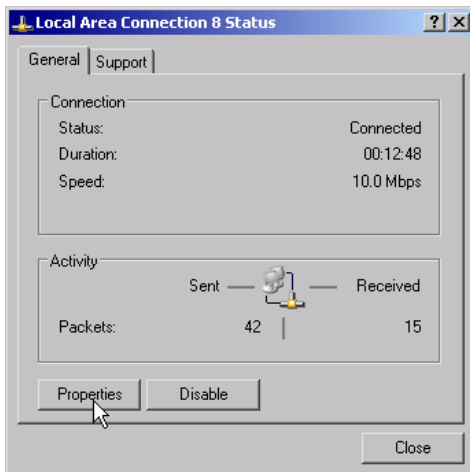 Local Area Connection 8 Status
General Support
Connection
Status: Connected
Duration: 00:12:48
Speed: 10.0 Mbps
Activity
Sent Received
Packets: 42 15
Properties Disable
Close